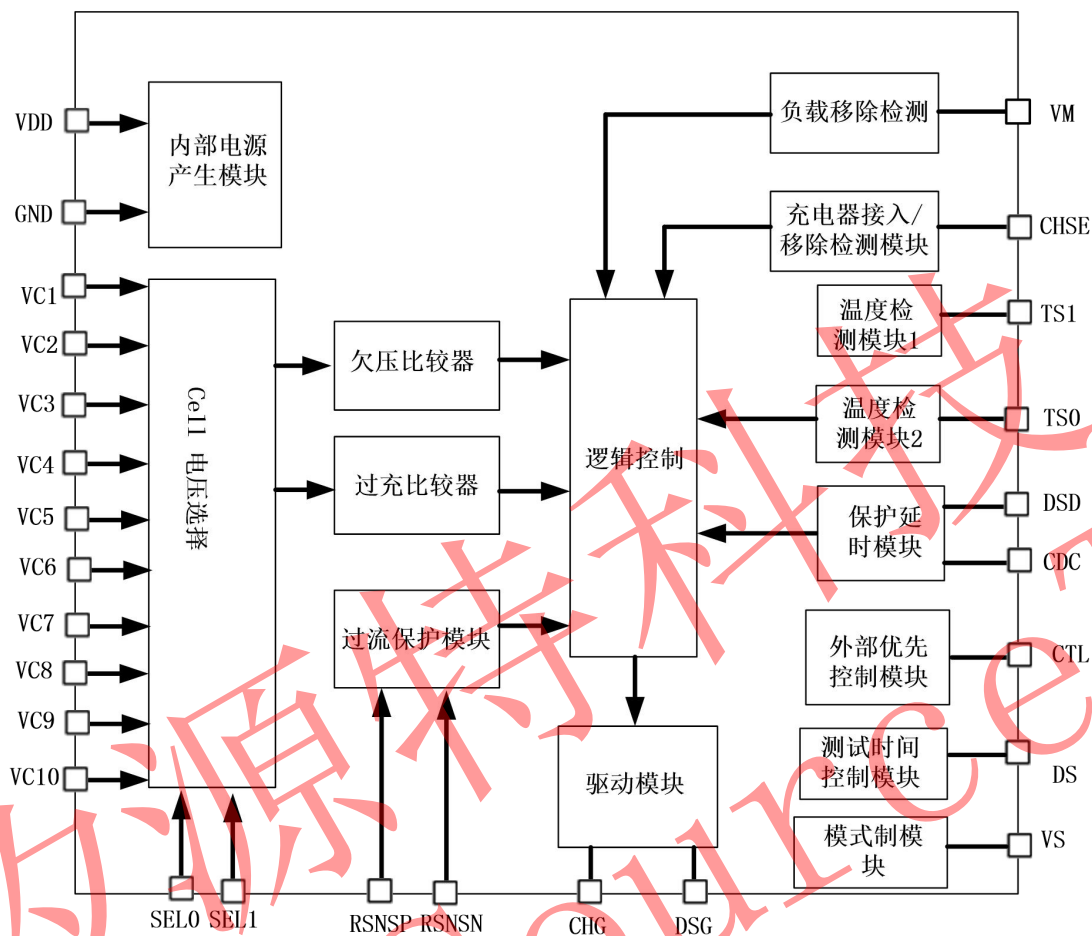 VDD
GND
VC1
VC2
VC3
VC4
VC5
VC6
VC7
VC8
VC9
VC10
内部电源
产生模块
Cell 电压选择
欠压比较器
过充比较器
过流保护模块
逻辑控制
驱动模块
负载移除检测
充电器接入/
移除检测模块
温度检
测模块1
温度检
测模块2
保护延
时模块
外部优先
控制模块
测试时间
控制模块
模式制模
块
VM
CHSE
TS1
TS0
DSD
CDC
CTL
DS
VS
SEL0
SEL1
RSNSP
RSNSN
CHG
DSG
的源特科技
ource T